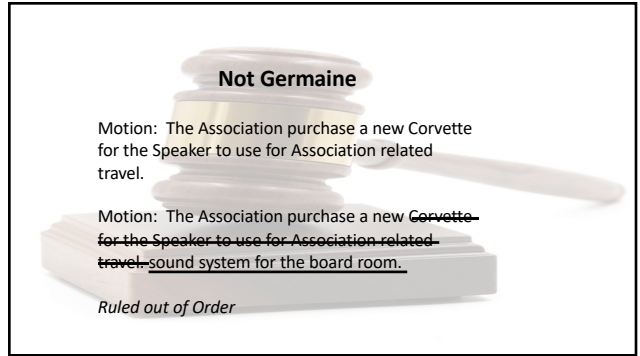 Not Germaine
Motion:  The Association purchase a new Corvette
for the Speaker to use for Association related
travel.
Motion:  The Association purchase a new Corvette
for the Speaker to use for Association related
travel. sound system for the board room.
Ruled out of Order